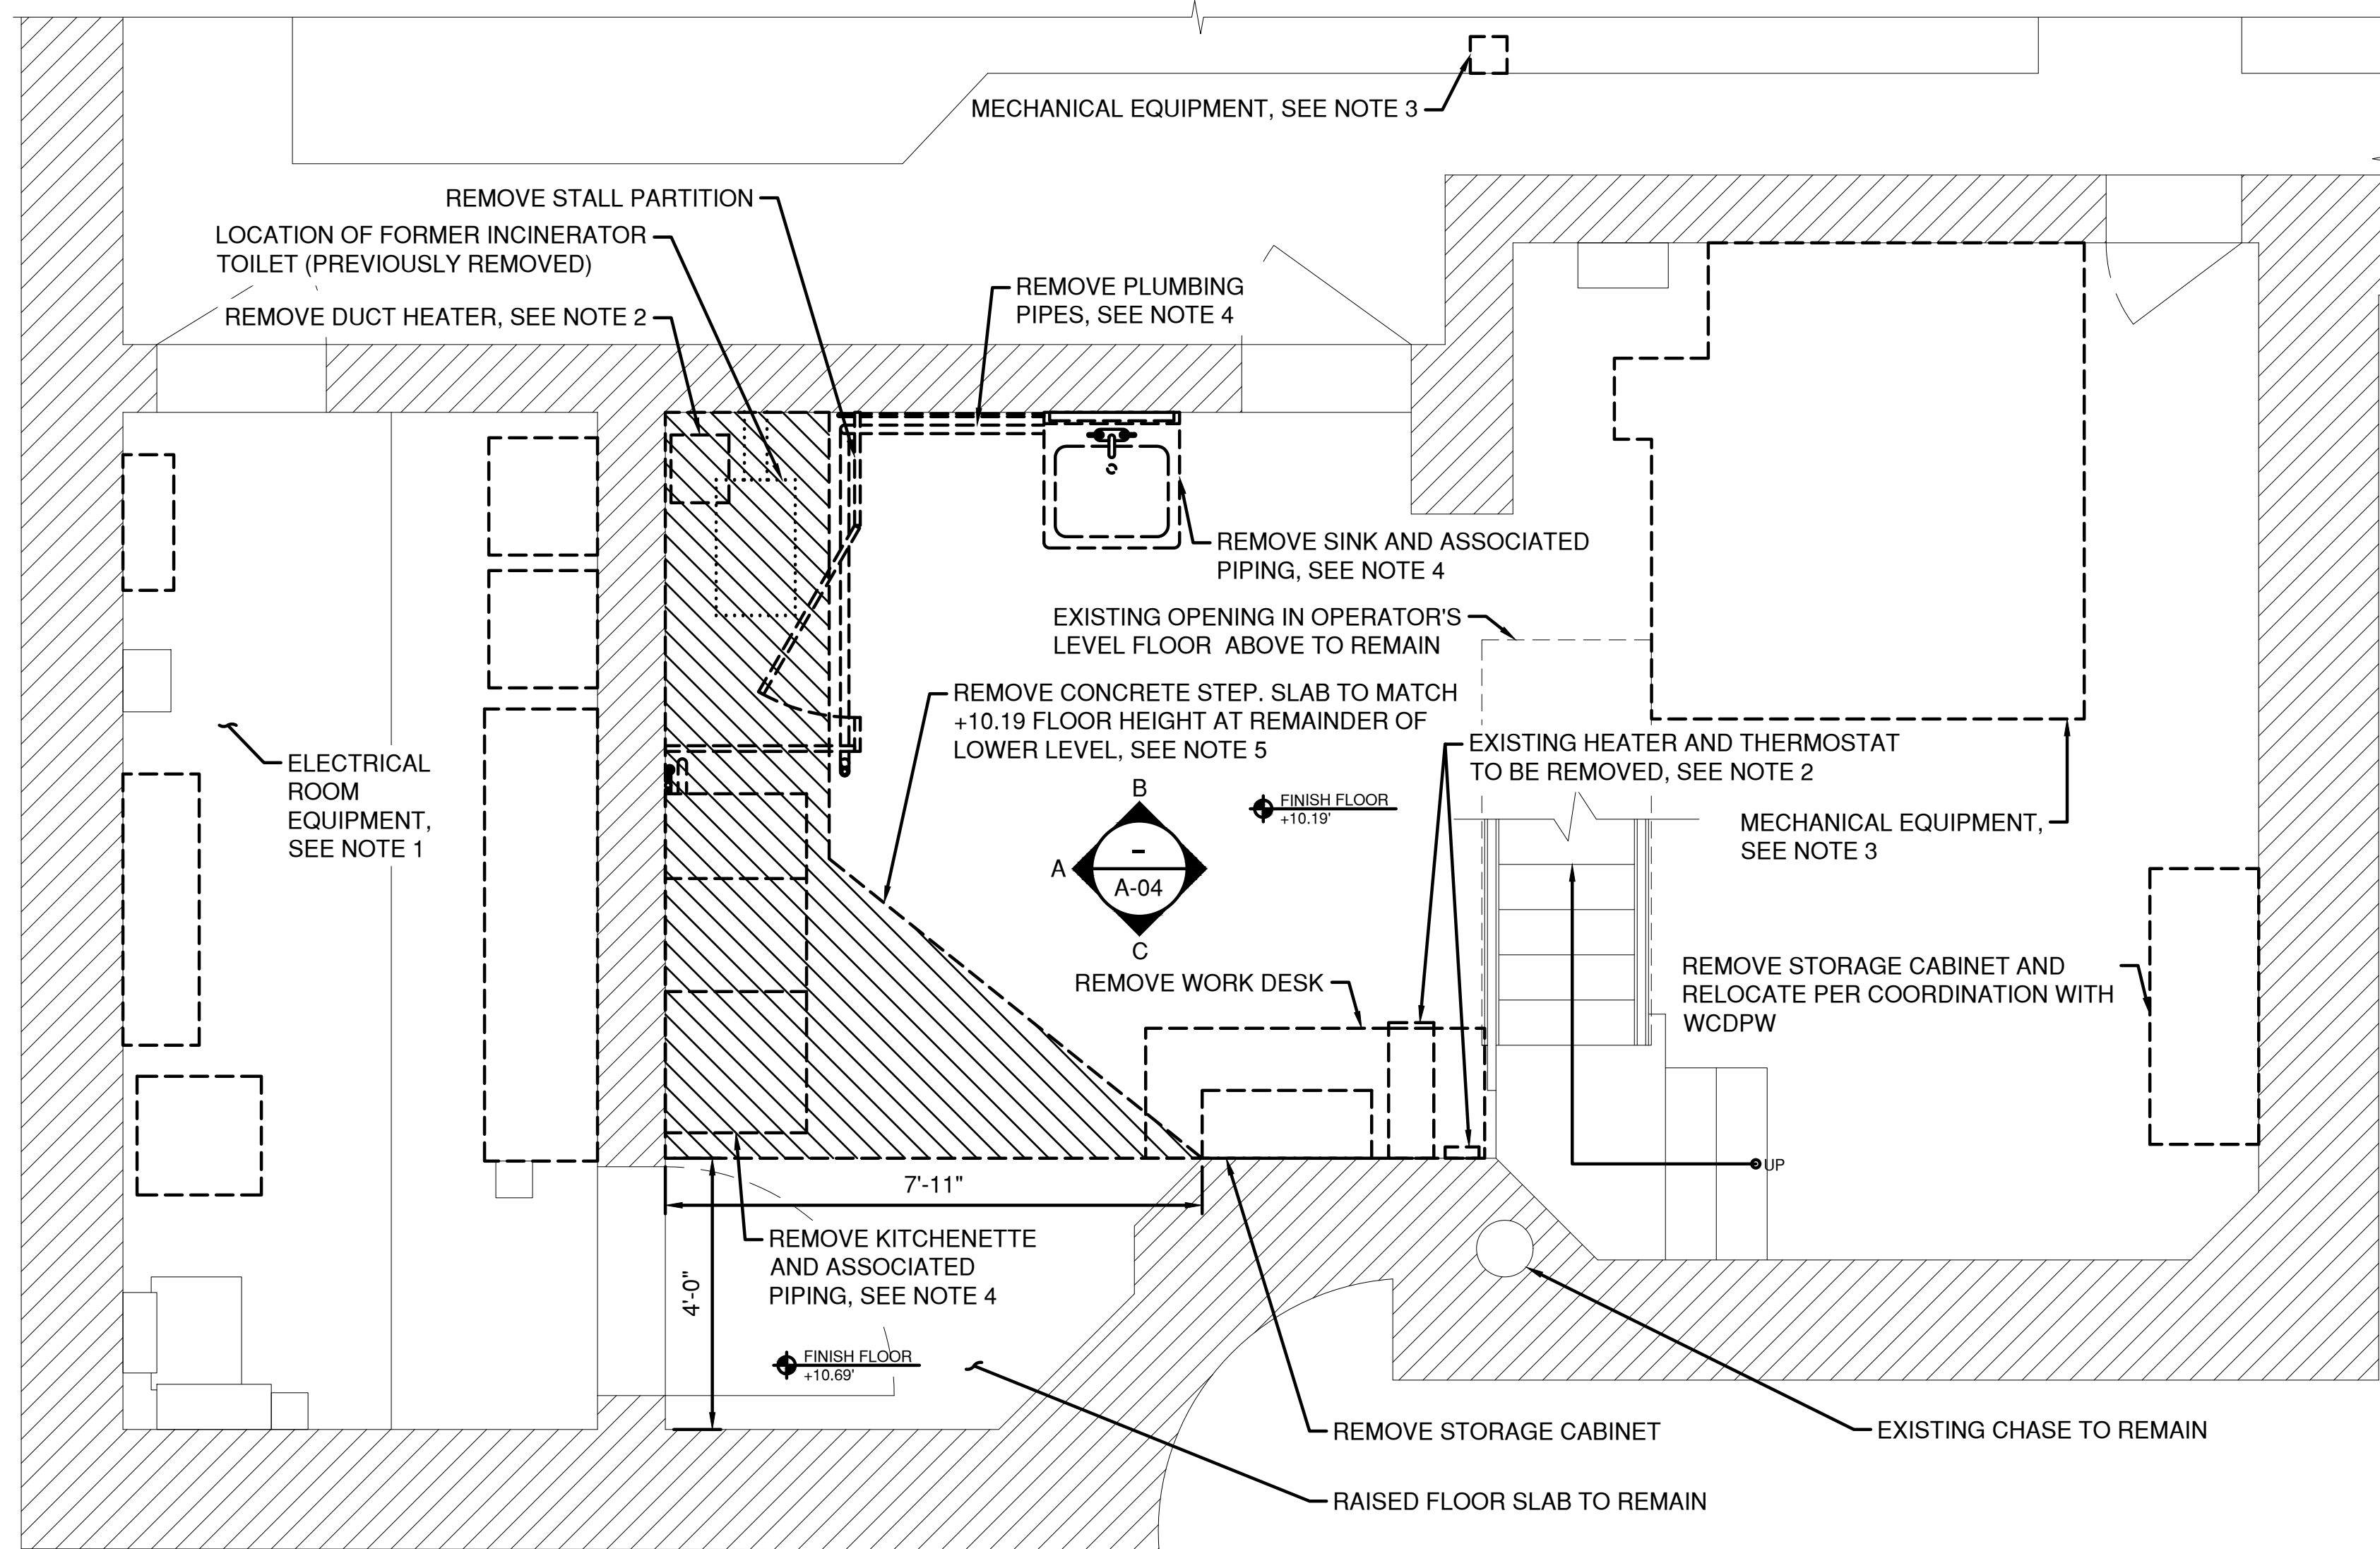 MECHANICAL EQUIPMENT, SEE NOTE 3
REMOVE STALL PARTITION
LOCATION OF FORMER INCINERATOR
TOILET (PREVIOUSLY REMOVED)
REMOVE DUCT HEATER, SEE NOTE 2
REMOVE PLUMBING
PIPES, SEE NOTE 4
REMOVE SINK AND ASSOCIATED
PIPING, SEE NOTE 4
EXISTING OPENING IN OPERATOR'S
LEVEL FLOOR ABOVE TO REMAIN
REMOVE CONCRETE STEP. SLAB TO MATCH
+10.19 FLOOR HEIGHT AT REMAINDER OF
LOWER LEVEL, SEE NOTE 5
EXISTING HEATER AND THERMOSTAT
TO BE REMOVED, SEE NOTE 2
ELECTRICAL
ROOM
EQUIPMENT,
SEE NOTE 1
B
FINISH FLOOR
+10.19'
MECHANICAL EQUIPMENT,
SEE NOTE 3
A
-
A-04
C
REMOVE WORK DESK
REMOVE STORAGE CABINET AND
RELOCATE PER COORDINATION WITH
WCDPW
UP
7'-11"
REMOVE KITCHENETTE
AND ASSOCIATED
PIPING, SEE NOTE 4
4'-0"
FINISH FLOOR
+10.69'
REMOVE STORAGE CABINET
EXISTING CHASE TO REMAIN
RAISED FLOOR SLAB TO REMAIN